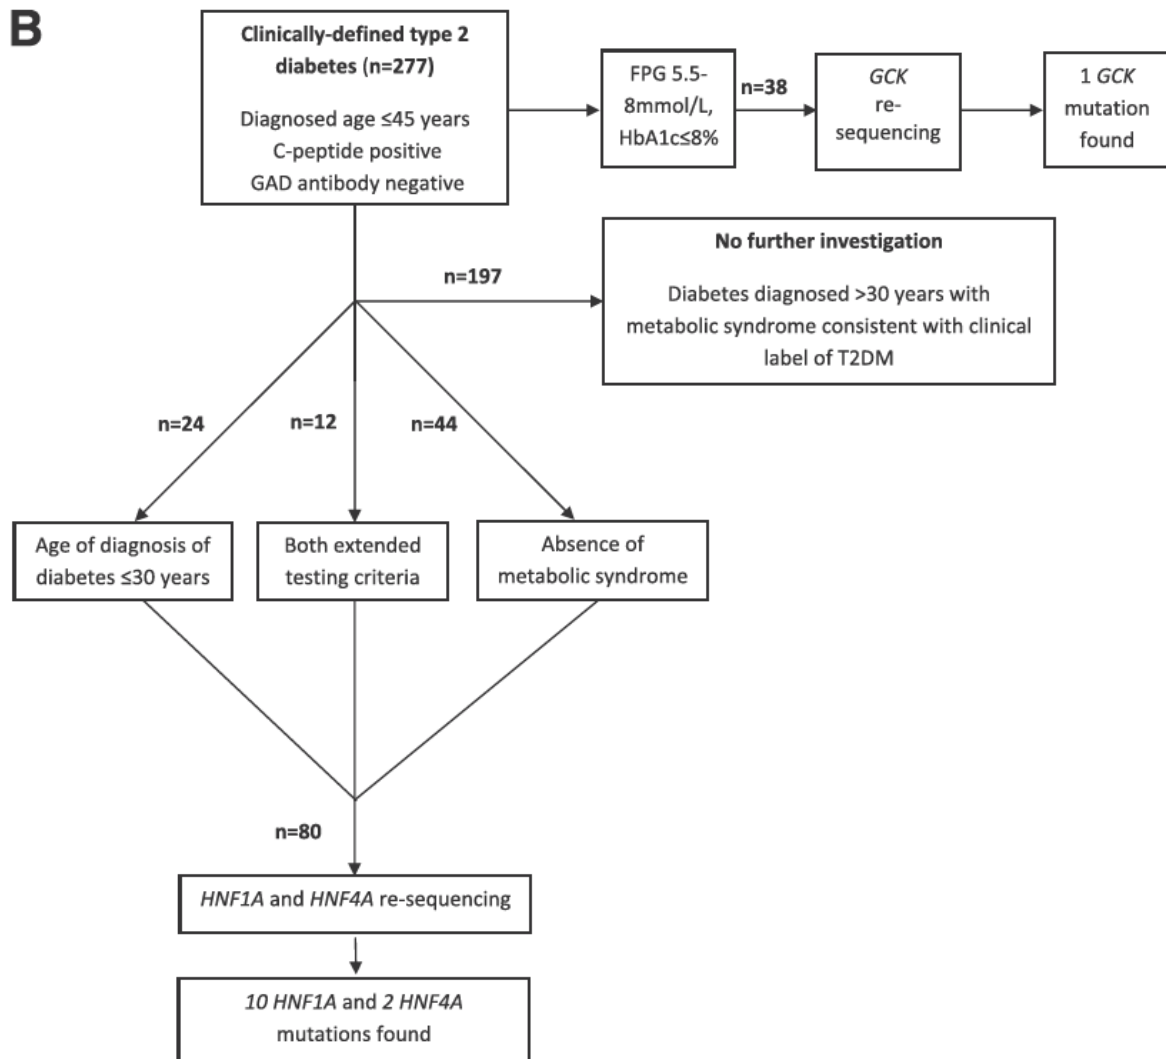 B
Clinically-defined type 2
diabetes (n=277)
Diagnosed age ≤45 years
C-peptide positive
GAD antibody negative
FPG 5.5-
8mmol/L,
HbA1c≤8%
n=38
GCK
re-
sequencing
1 GCK
mutation
found
n=197
No further investigation
Diabetes diagnosed >30 years with
metabolic syndrome consistent with clinical
label of T2DM
n=24
n=12
n=44
Age of diagnosis of
diabetes ≤30 years
Both extended
testing criteria
Absence of
metabolic syndrome
n=80
HNF1A and HNF4A re-sequencing
10 HNF1A and 2 HNF4A
mutations found